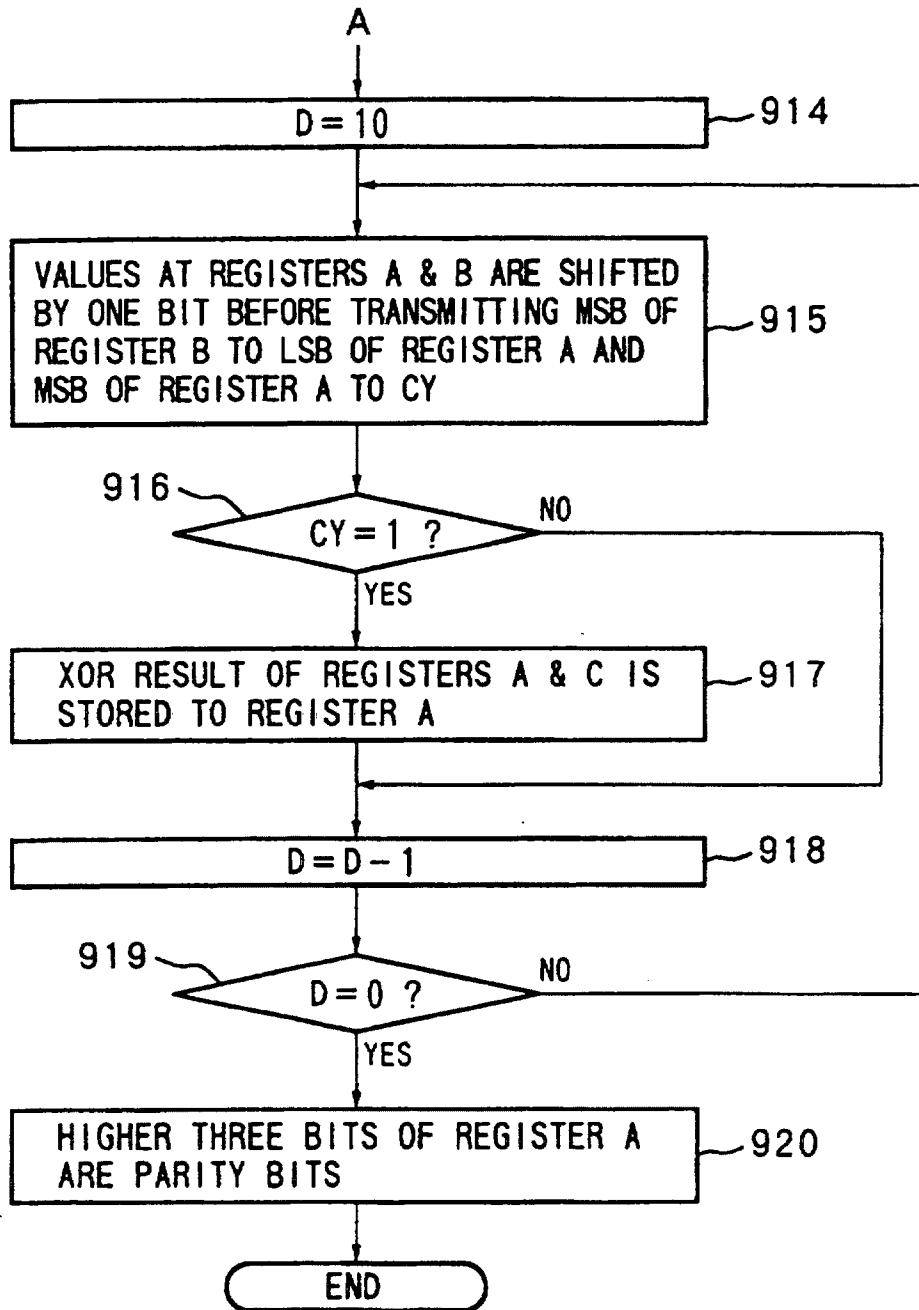 A
D=10
914
VALUES AT REGISTERS A & B ARE SHIFTED
BY ONE BIT BEFORE TRANSMITTING MSB OF
REGISTER B TO LSB OF REGISTER A AND
MSB OF REGISTER A TO CY
915
916
CY=1 ?
NO
YES
XOR RESULT OF REGISTERS A & C IS
STORED TO REGISTER A
917
D=D-1
918
919
D=0 ?
NO
YES
HIGHER THREE BITS OF REGISTER A
ARE PARITY BITS
920
END